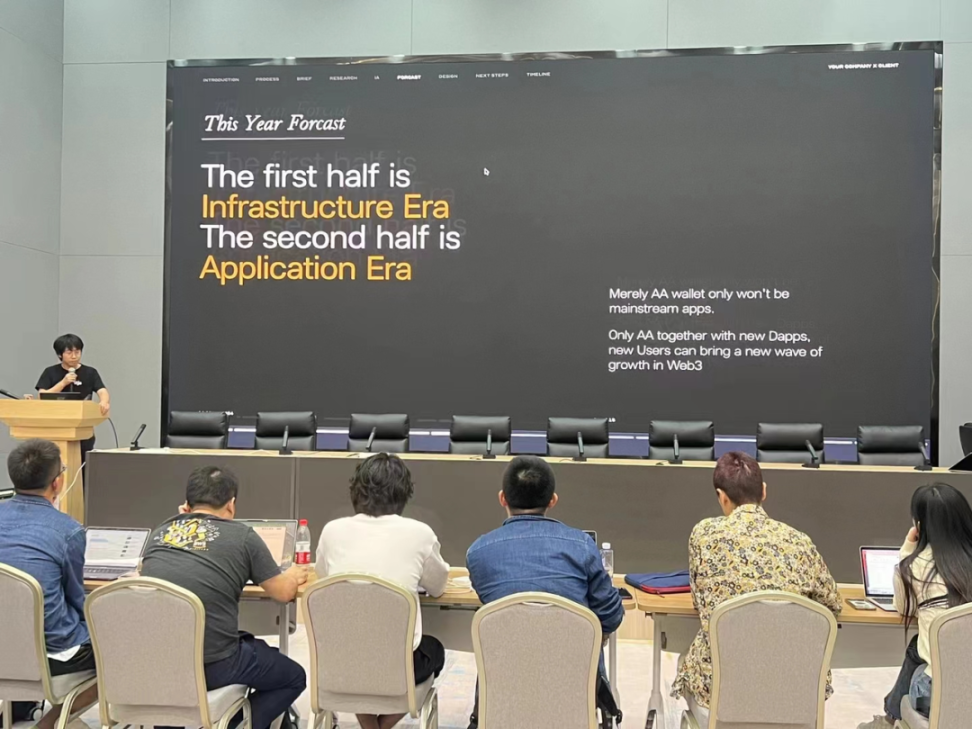 INTRODUCTION PROCESS BRIEF RESEARCH IA FORCAST DESIGN NEXT STEPS TIMELINE
YOUR COMPANY X CLIENT
This Year Forcast
The first half is
Infrastructure Era
The second half is
Application Era
Merely AA wallet only won't be
mainstream apps.
Only AA together with new Dapps,
new Users can bring a new wave of
growth in Web3